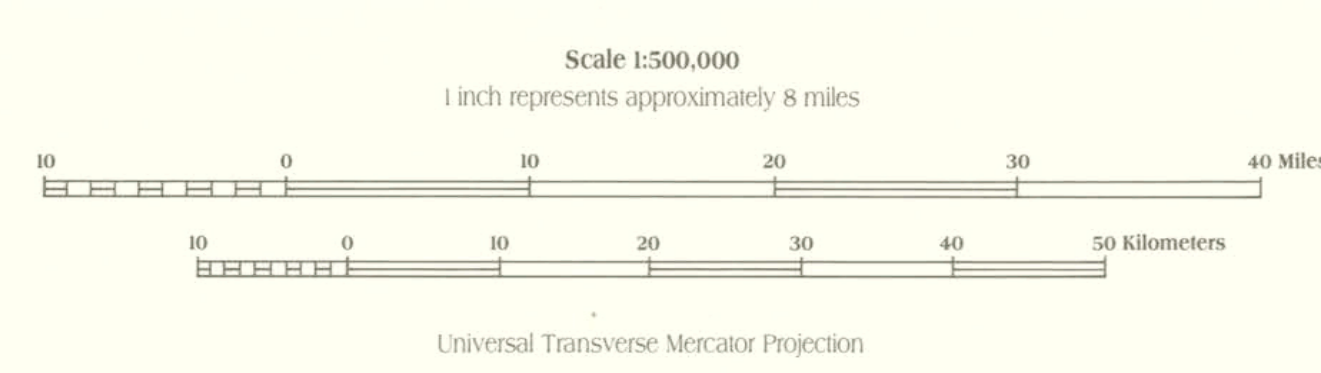 Scale 1:500,000
1 inch represents approximately 8 miles
10 0 10 20 30 40 Miles
10 0 10 20 30 40 50 Kilometers
Universal Transverse Mercator Projection